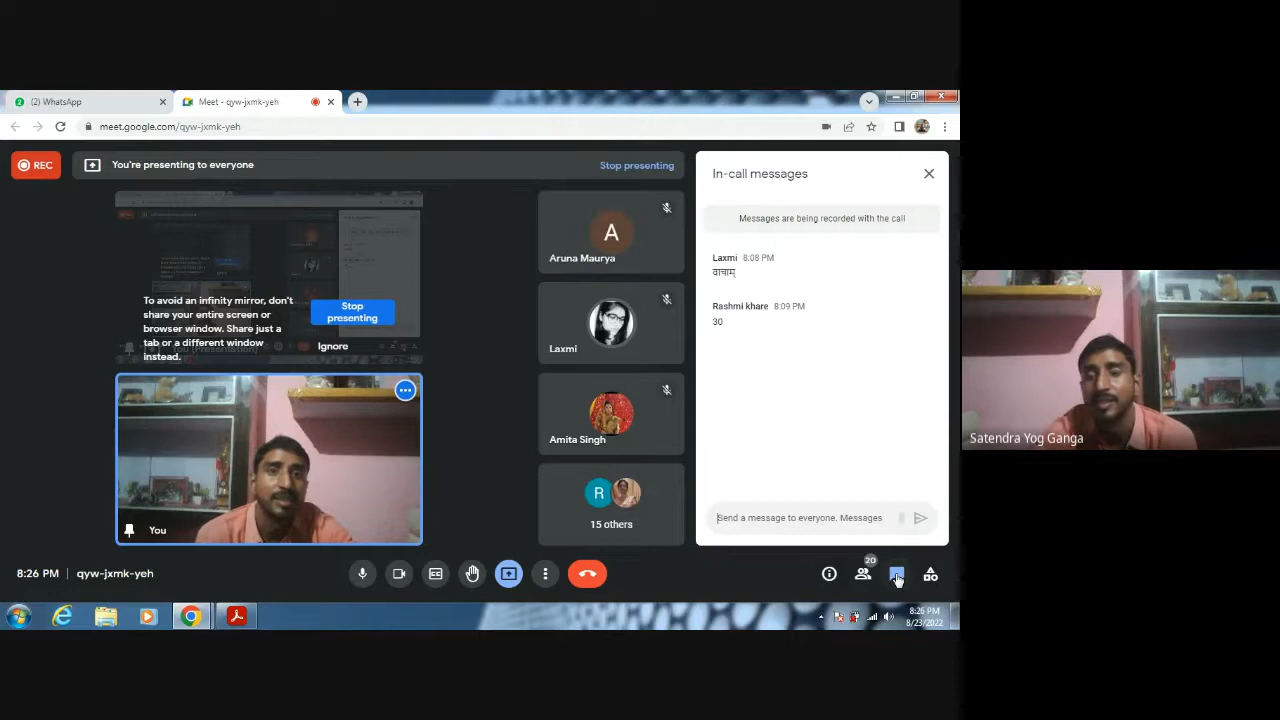 (2) WhatsApp
Meet - qyw-jxmk-yeh
meet.google.com/qyw-jxmk-yeh
REC
You're presenting to everyone
Stop presenting
To avoid an infinity mirror, don't
share your entire screen or
browser window. Share just a
tab or a different window
instead.
Stop
presenting
Ignore
You
A
Aruna Maurya
Laxmi
Amita Singh
R
15 others
In-call messages
Messages are being recorded with the call
Laxmi 8:08 PM
वाचाम्
Rashmi khare 8:09 PM
30
Send a message to everyone. Messages
Satendra Yog Ganga
8:26 PM | qyw-jxmk-yeh
20
8:26 PM
8/23/2022